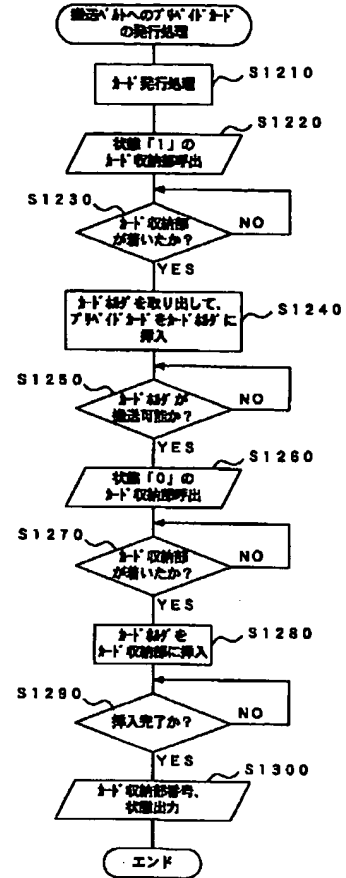 搬送ベルトへのプリペイドカード
の発行処理
カード発行処理
S1210
状態「1」の
カード収納部呼出
S1220
S1230
カード収納部
が着いたか？
NO
YES
カードホルダを取り出して、
プリペイドカードをカードホルダに
挿入
S1240
S1250
カードホルダが
搬送可能か？
NO
YES
状態「0」の
カード収納部呼出
S1260
S1270
カード収納部
が着いたか？
NO
YES
カードホルダを
カード収納部に挿入
S1280
S1290
挿入完了か？
NO
YES
カード収納部番号、
状態出力
S1300
エンド